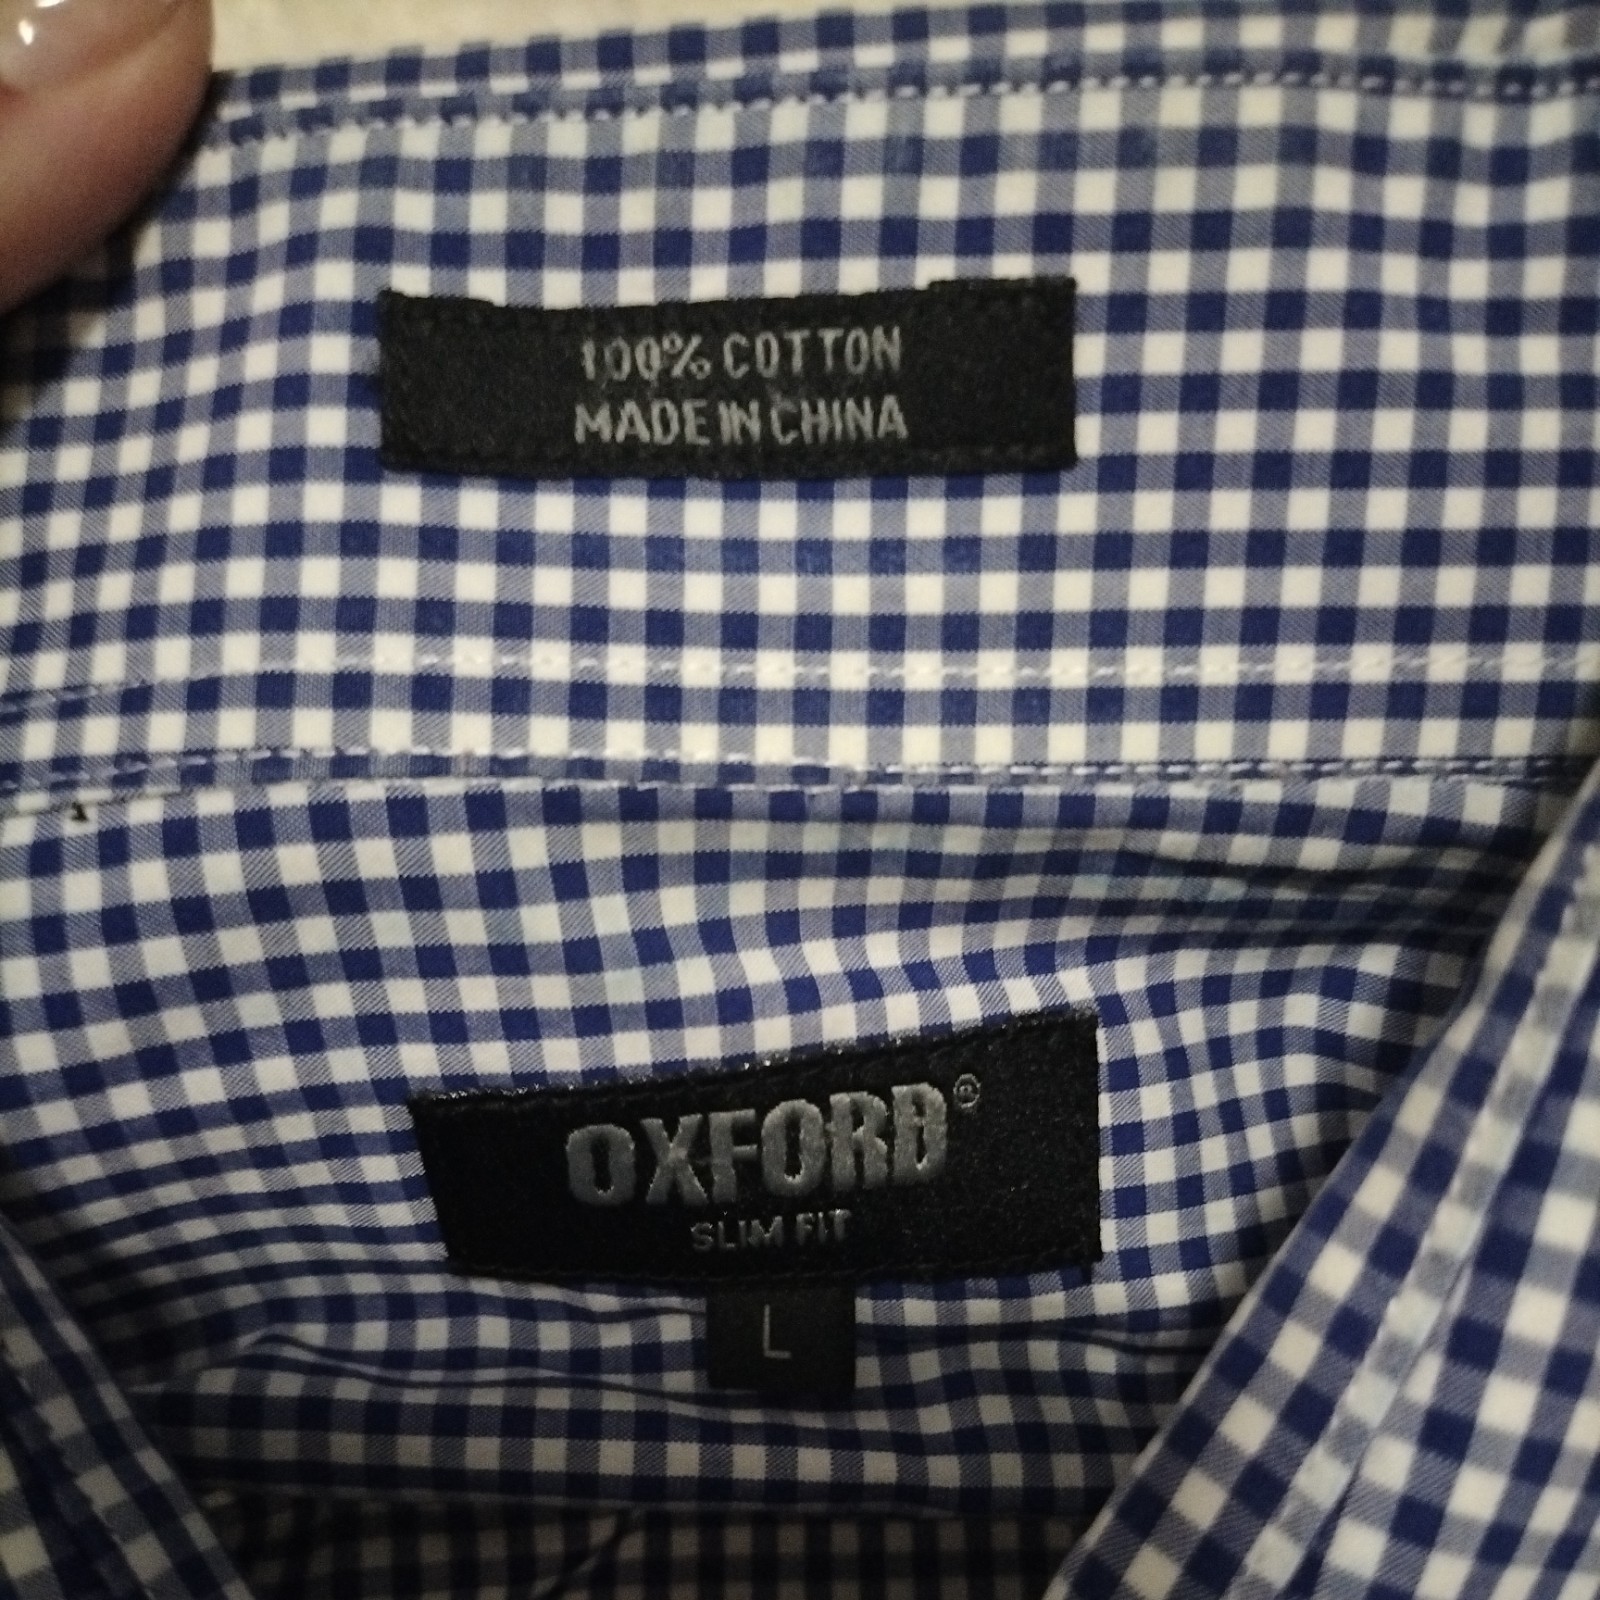 100% COTTON
MADE IN CHINA
OXFORD®
SLIM FIT
L